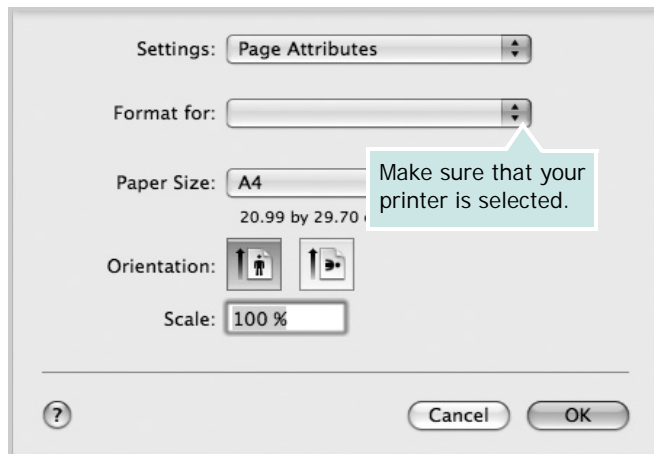 Settings: Page Attributes
Format for:
Make sure that your
printer is selected.
Paper Size: A4
20.99 by 29.70
Orientation:
Scale: 100 %
? Cancel OK